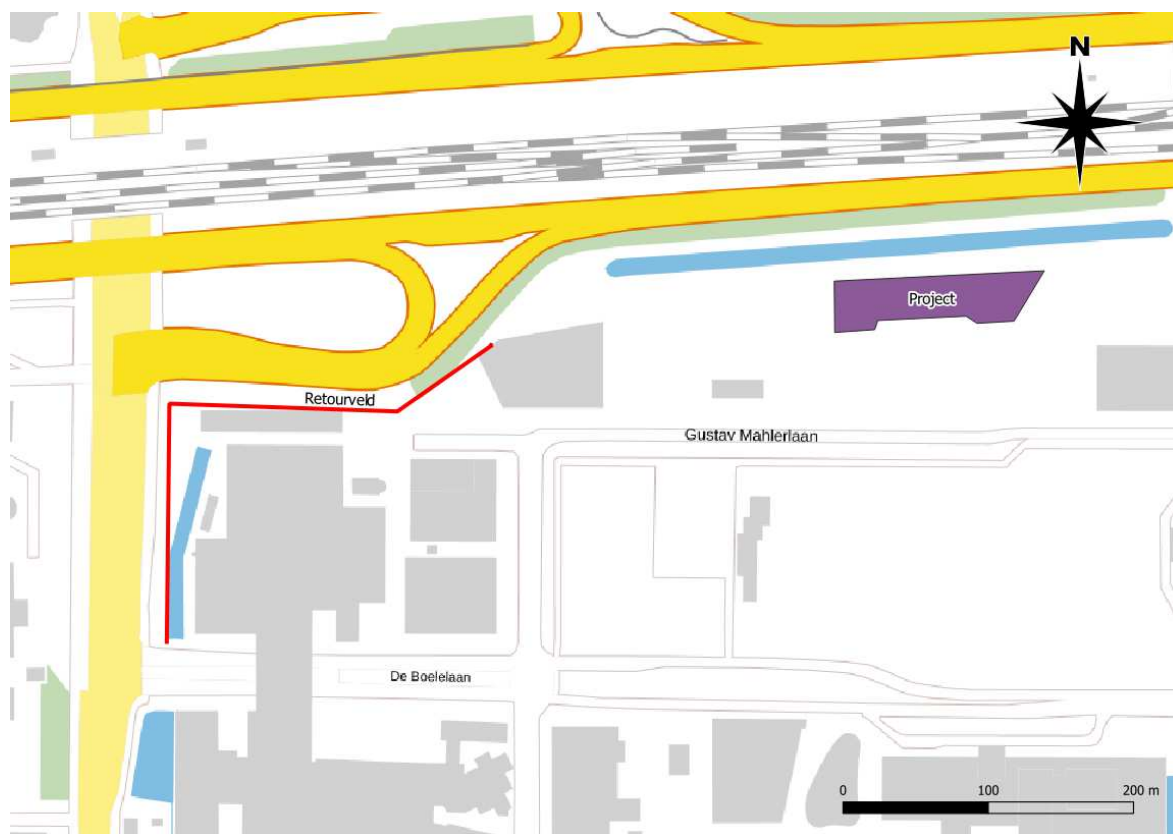 N
Project
Retourveld
Gustav Mahlerlaan
De Boelelaan
0 100 200 m